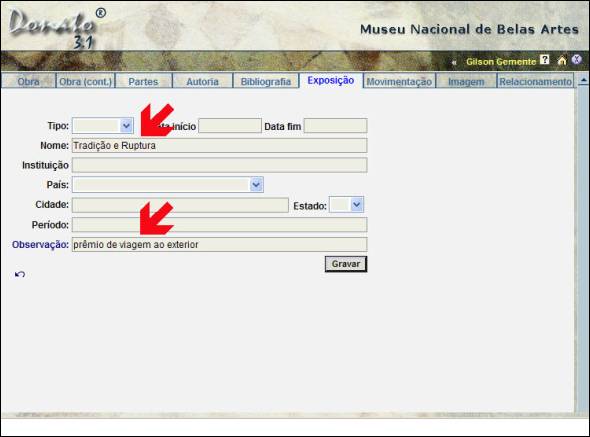 Donato ®
3.1
Museu Nacional de Belas Artes
« Gilson Gemente ?
Obra Obra (cont.) Partes Autoria Bibliografia Exposição Movimentação Imagem Relacionamento
Tipo: Data início Data fim
Nome: Tradição e Ruptura
Instituição
País:
Cidade: Estado:
Período:
Observação: prêmio de viagem ao exterior
Gravar